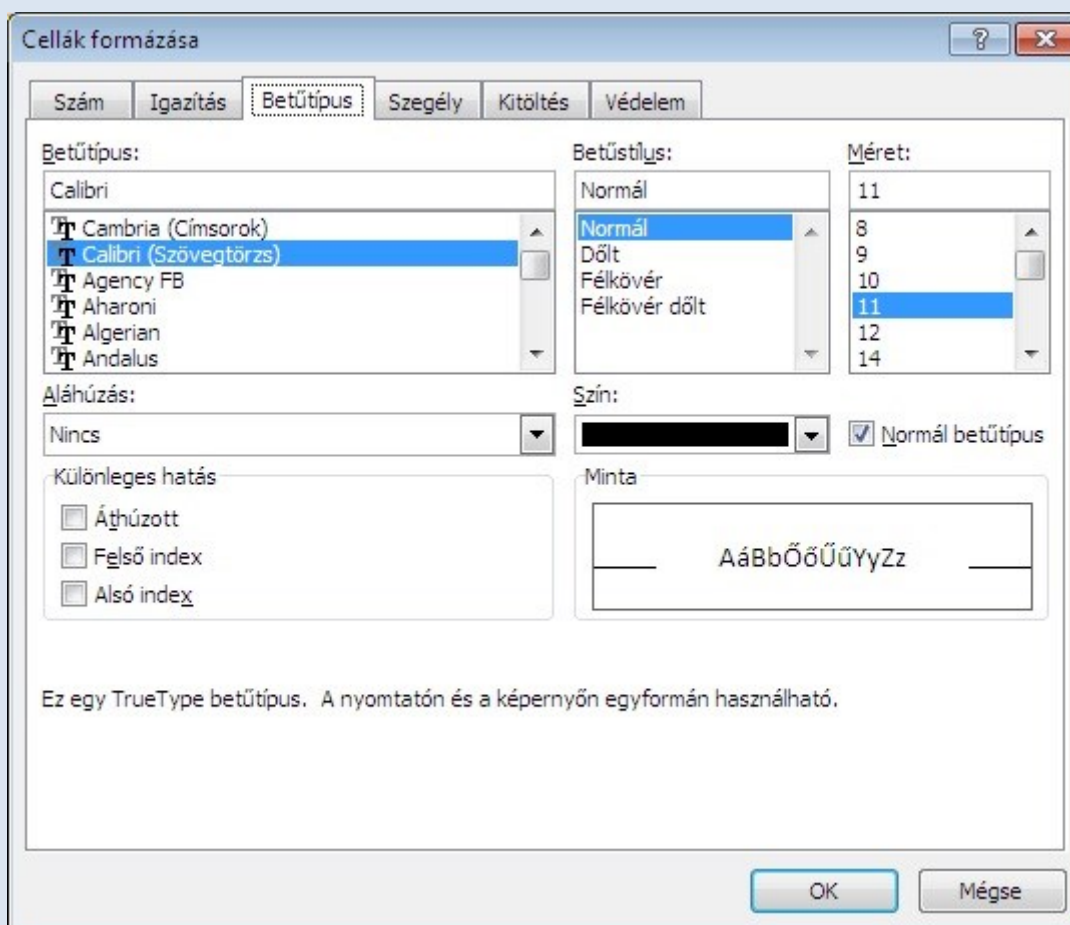 Cellák formázása
Szám Igazítás Betűtípus Szegély Kitöltés Védelem
Betűtípus: Betűstílus: Méret:
Calibri Normál 11
Cambria (Címsorok) Normál 8
Calibri (Szövegtörzs) Dőlt 9
Agency FB Félkövér 10
Aharoni Félkövér dőlt 11
Algerian 12
Andalus 14
Aláhúzás: Szín:
Nincs Normál betűtípus
Különleges hatás Minta
Áthúzott
Felső index AáBbŐőŰűYyZz
Alsó index
Ez egy TrueType betűtípus. A nyomtatón és a képernyőn egyformán használható.
OK Mégse